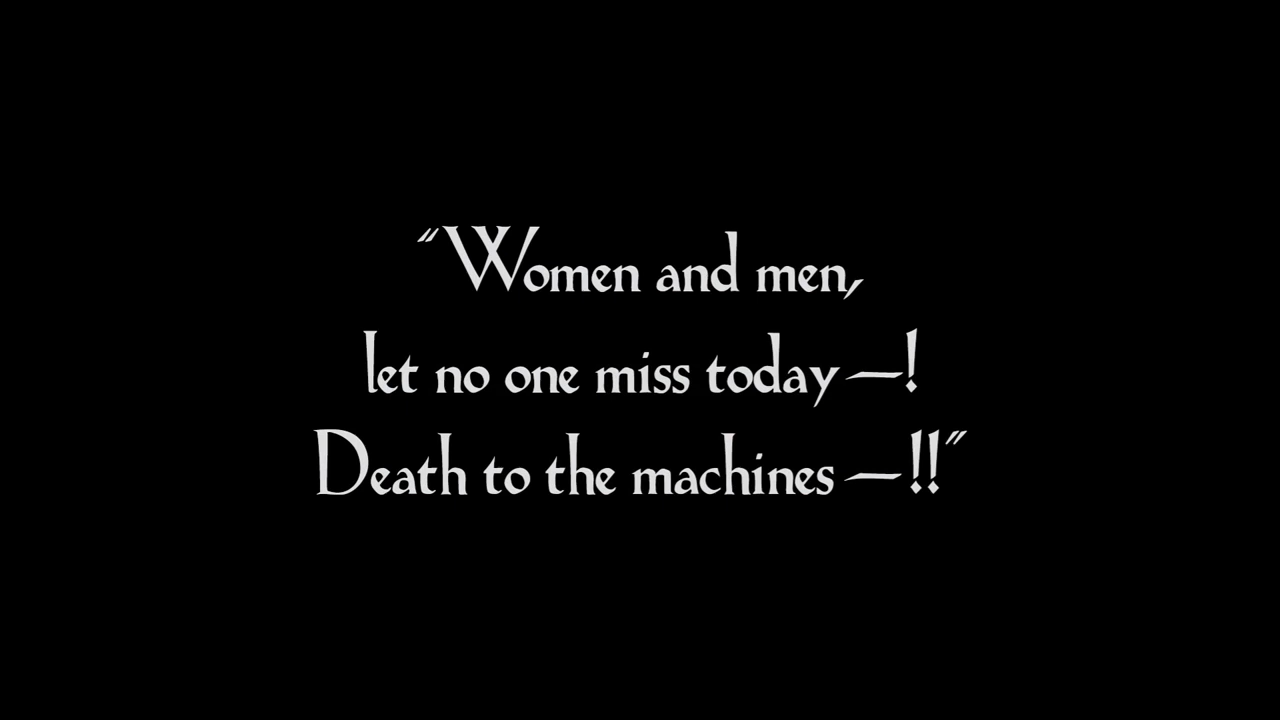 “Women and men,
let no one miss today —!
Death to the machines —!!”